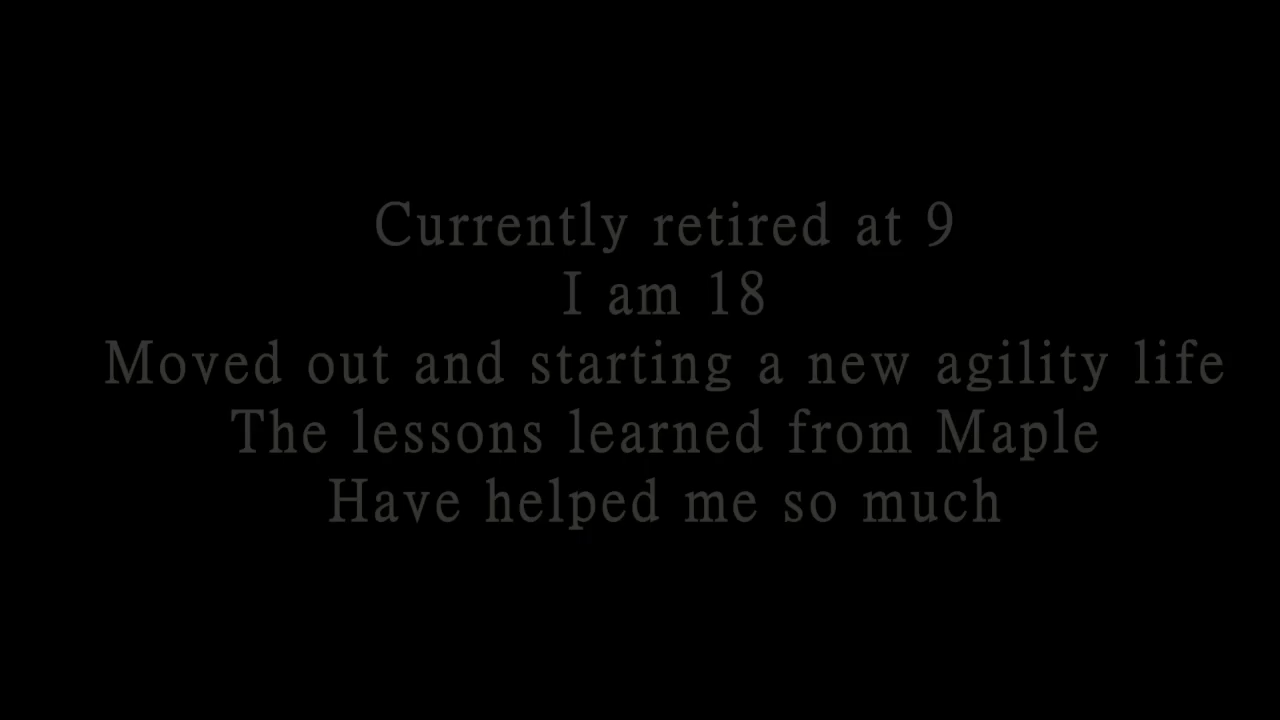 Currently retired at 9
I am 18
Moved out and starting a new agility life
The lessons learned from Maple
Have helped me so much